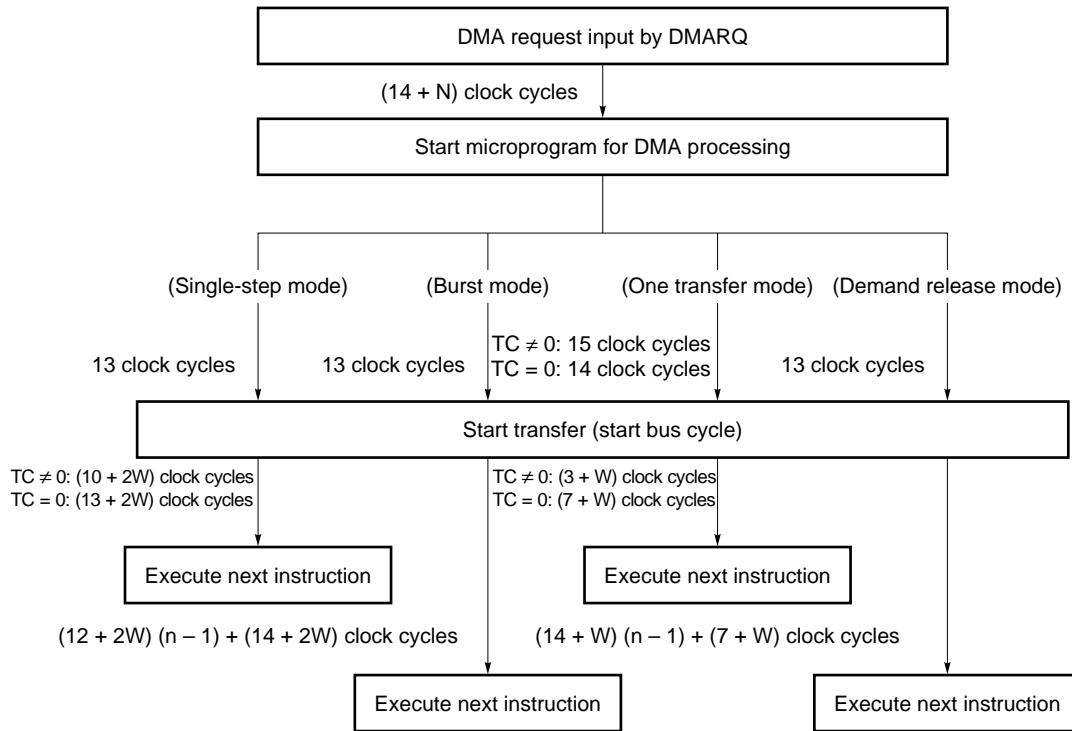 DMA request input by DMARQ
(14 + N) clock cycles
Start microprogram for DMA processing
(Single-step mode)
(Burst mode)
(One transfer mode)
(Demand release mode)
13 clock cycles
13 clock cycles
TC ≠ 0: 15 clock cycles
TC = 0: 14 clock cycles
13 clock cycles
Start transfer (start bus cycle)
TC ≠ 0: (10 + 2W) clock cycles
TC = 0: (13 + 2W) clock cycles
TC ≠ 0: (3 + W) clock cycles
TC = 0: (7 + W) clock cycles
Execute next instruction
Execute next instruction
(12 + 2W) (n – 1) + (14 + 2W) clock cycles
(14 + W) (n – 1) + (7 + W) clock cycles
Execute next instruction
Execute next instruction